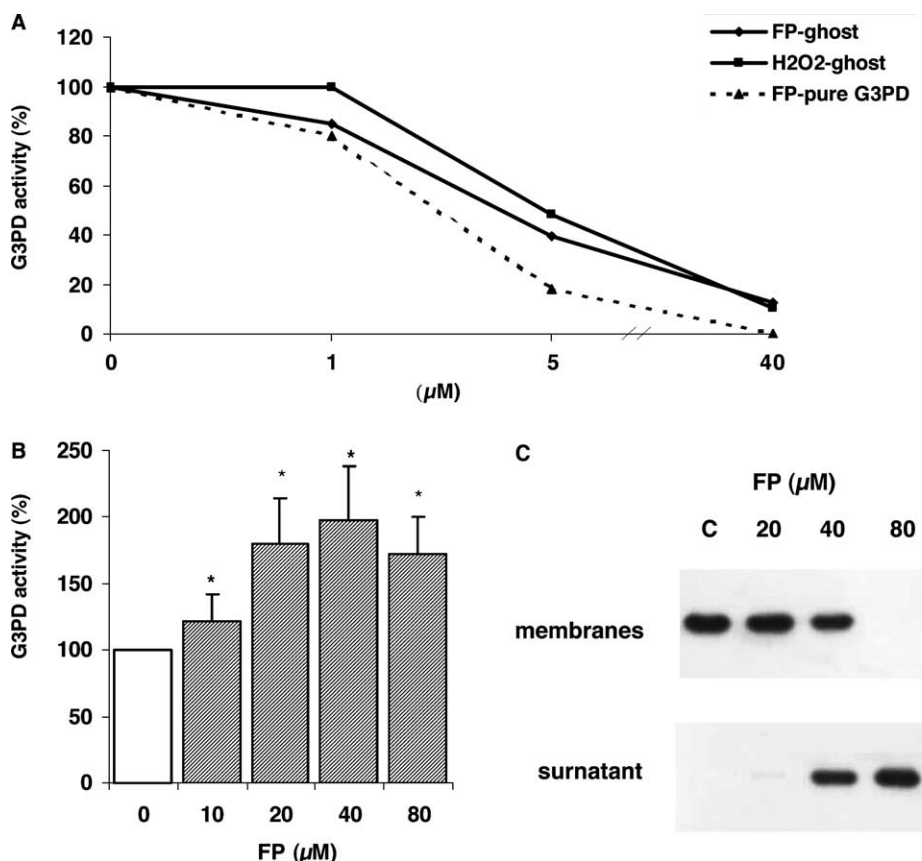 A
FP-ghost
H2O2-ghost
FP-pure G3PD
G3PD activity (%)
120
100
80
60
40
20
0
0 1 5 40
(µM)
B
G3PD activity (%)
250
200
150
100
50
0
* * * *
0 10 20 40 80
FP (µM)
C
FP (µM)
C 20 40 80
membranes
surnatant